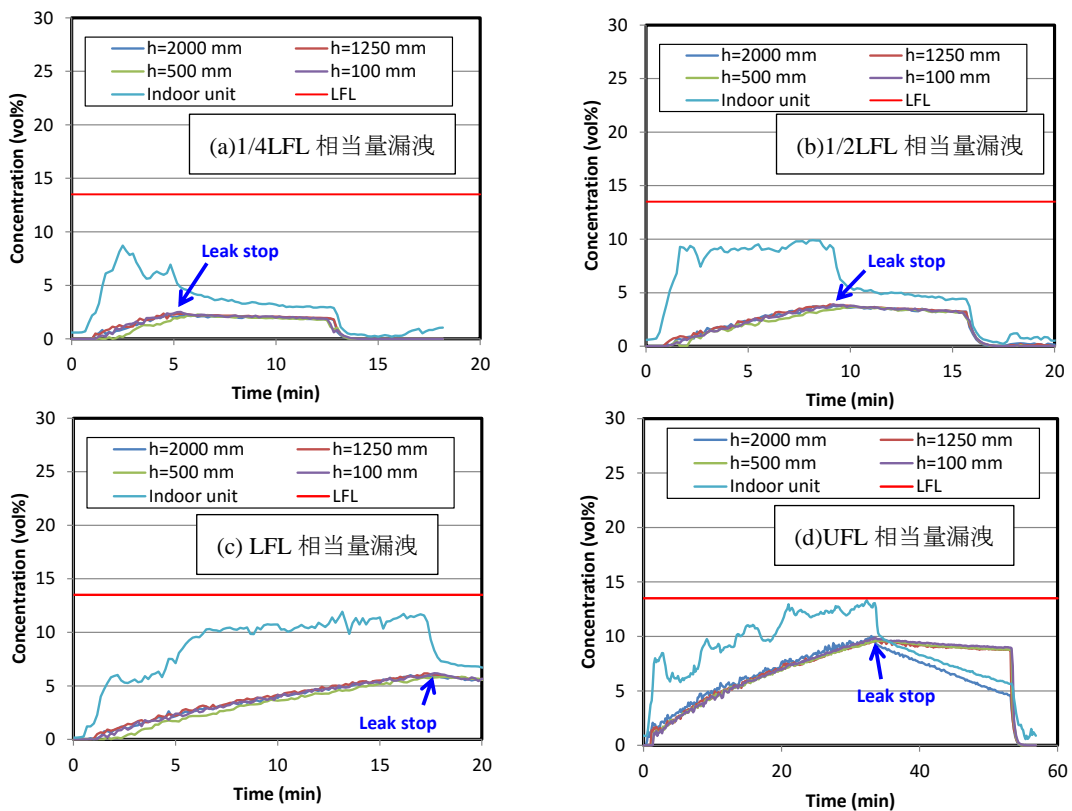 30
25
20
15
10
5
0
Concentration (vol%)
h=2000 mm
h=1250 mm
h=500 mm
h=100 mm
Indoor unit
LFL
(a)1/4LFL 相当量漏洩
Leak stop
0 5 10 15 20
Time (min)
30
25
20
15
10
5
0
Concentration (vol%)
h=2000 mm
h=1250 mm
h=500 mm
h=100 mm
Indoor unit
LFL
(b)1/2LFL 相当量漏洩
Leak stop
0 5 10 15 20
Time (min)
30
25
20
15
10
5
0
Concentration (vol%)
h=2000 mm
h=1250 mm
h=500 mm
h=100 mm
Indoor unit
LFL
(c) LFL 相当量漏洩
Leak stop
0 5 10 15 20
Time (min)
30
25
20
15
10
5
0
Concentration (vol%)
h=2000 mm
h=1250 mm
h=500 mm
h=100 mm
Indoor unit
LFL
(d)UFL 相当量漏洩
Leak stop
0 20 40 60
Time (min)